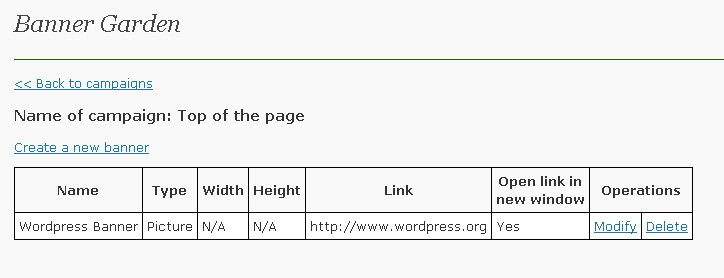 Banner Garden
<< Back to campaigns
Name of campaign: Top of the page
Create a new banner
Name Type Width Height Link Open link in new window Operations
Wordpress Banner Picture N/A N/A http://www.wordpress.org Yes Modify Delete